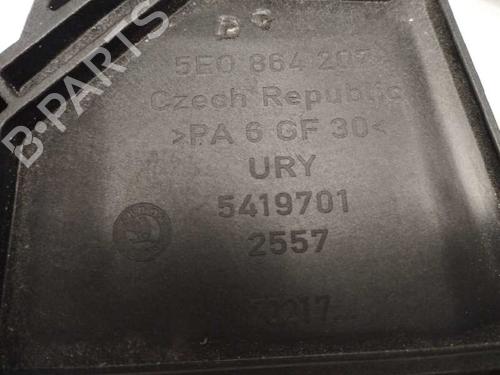 B-PARTS
5E0 864 207
Czech Republic
>PA 6 GF 30<
URY
5419701
2557